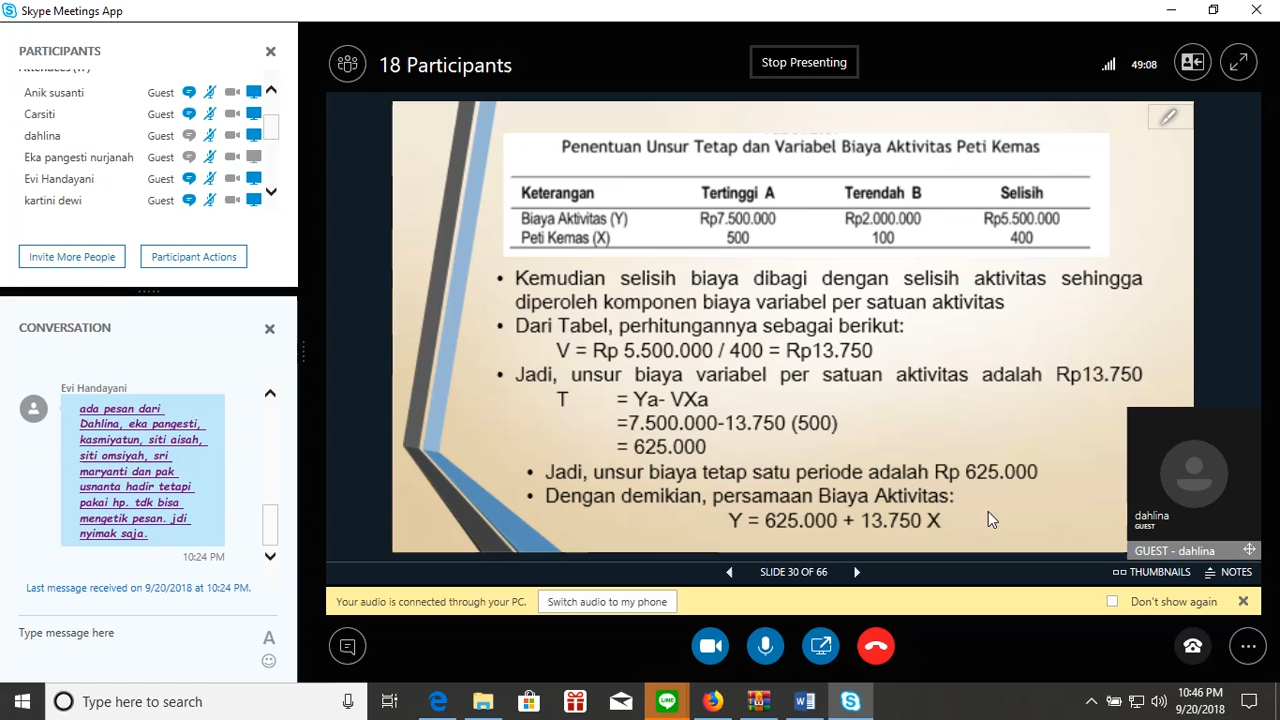 Skype Meetings App
PARTICIPANTS
Anik susanti Guest
Carsiti Guest
dahlina Guest
Eka pangesti nurjanah Guest
Evi Handayani Guest
kartini dewi Guest
Invite More People
Participant Actions
CONVERSATION
Evi Handayani
ada pesan dari
Dahlina, eka pangesti,
kasmiyatun, siti aisah,
siti omsiyah, sri
maryanti dan pak
usnanta hadir tetapi
pakai hp. tdk bisa
mengetik pesan. jdi
nyimak saja.
10:24 PM
Last message received on 9/20/2018 at 10:24 PM.
Type message here
18 Participants
Stop Presenting
49:08
Penentuan Unsur Tetap dan Variabel Biaya Aktivitas Peti Kemas
Keterangan Tertinggi A Terendah B Selisih
Biaya Aktivitas (Y) Rp7.500.000 Rp2.000.000 Rp5.500.000
Peti Kemas (X) 500 100 400
• Kemudian selisih biaya dibagi dengan selisih aktivitas sehingga
diperoleh komponen biaya variabel per satuan aktivitas
• Dari Tabel, perhitungannya sebagai berikut:
V = Rp 5.500.000 / 400 = Rp13.750
• Jadi, unsur biaya variabel per satuan aktivitas adalah Rp13.750
T = Ya- VXa
=7.500.000-13.750 (500)
= 625.000
• Jadi, unsur biaya tetap satu periode adalah Rp 625.000
• Dengan demikian, persamaan Biaya Aktivitas:
Y = 625.000 + 13.750 X
dahlina
GUEST
GUEST - dahlina
SLIDE 30 OF 66
THUMBNAILS
NOTES
Your audio is connected through your PC.
Switch audio to my phone
Don't show again
Type here to search
10:46 PM
9/20/2018